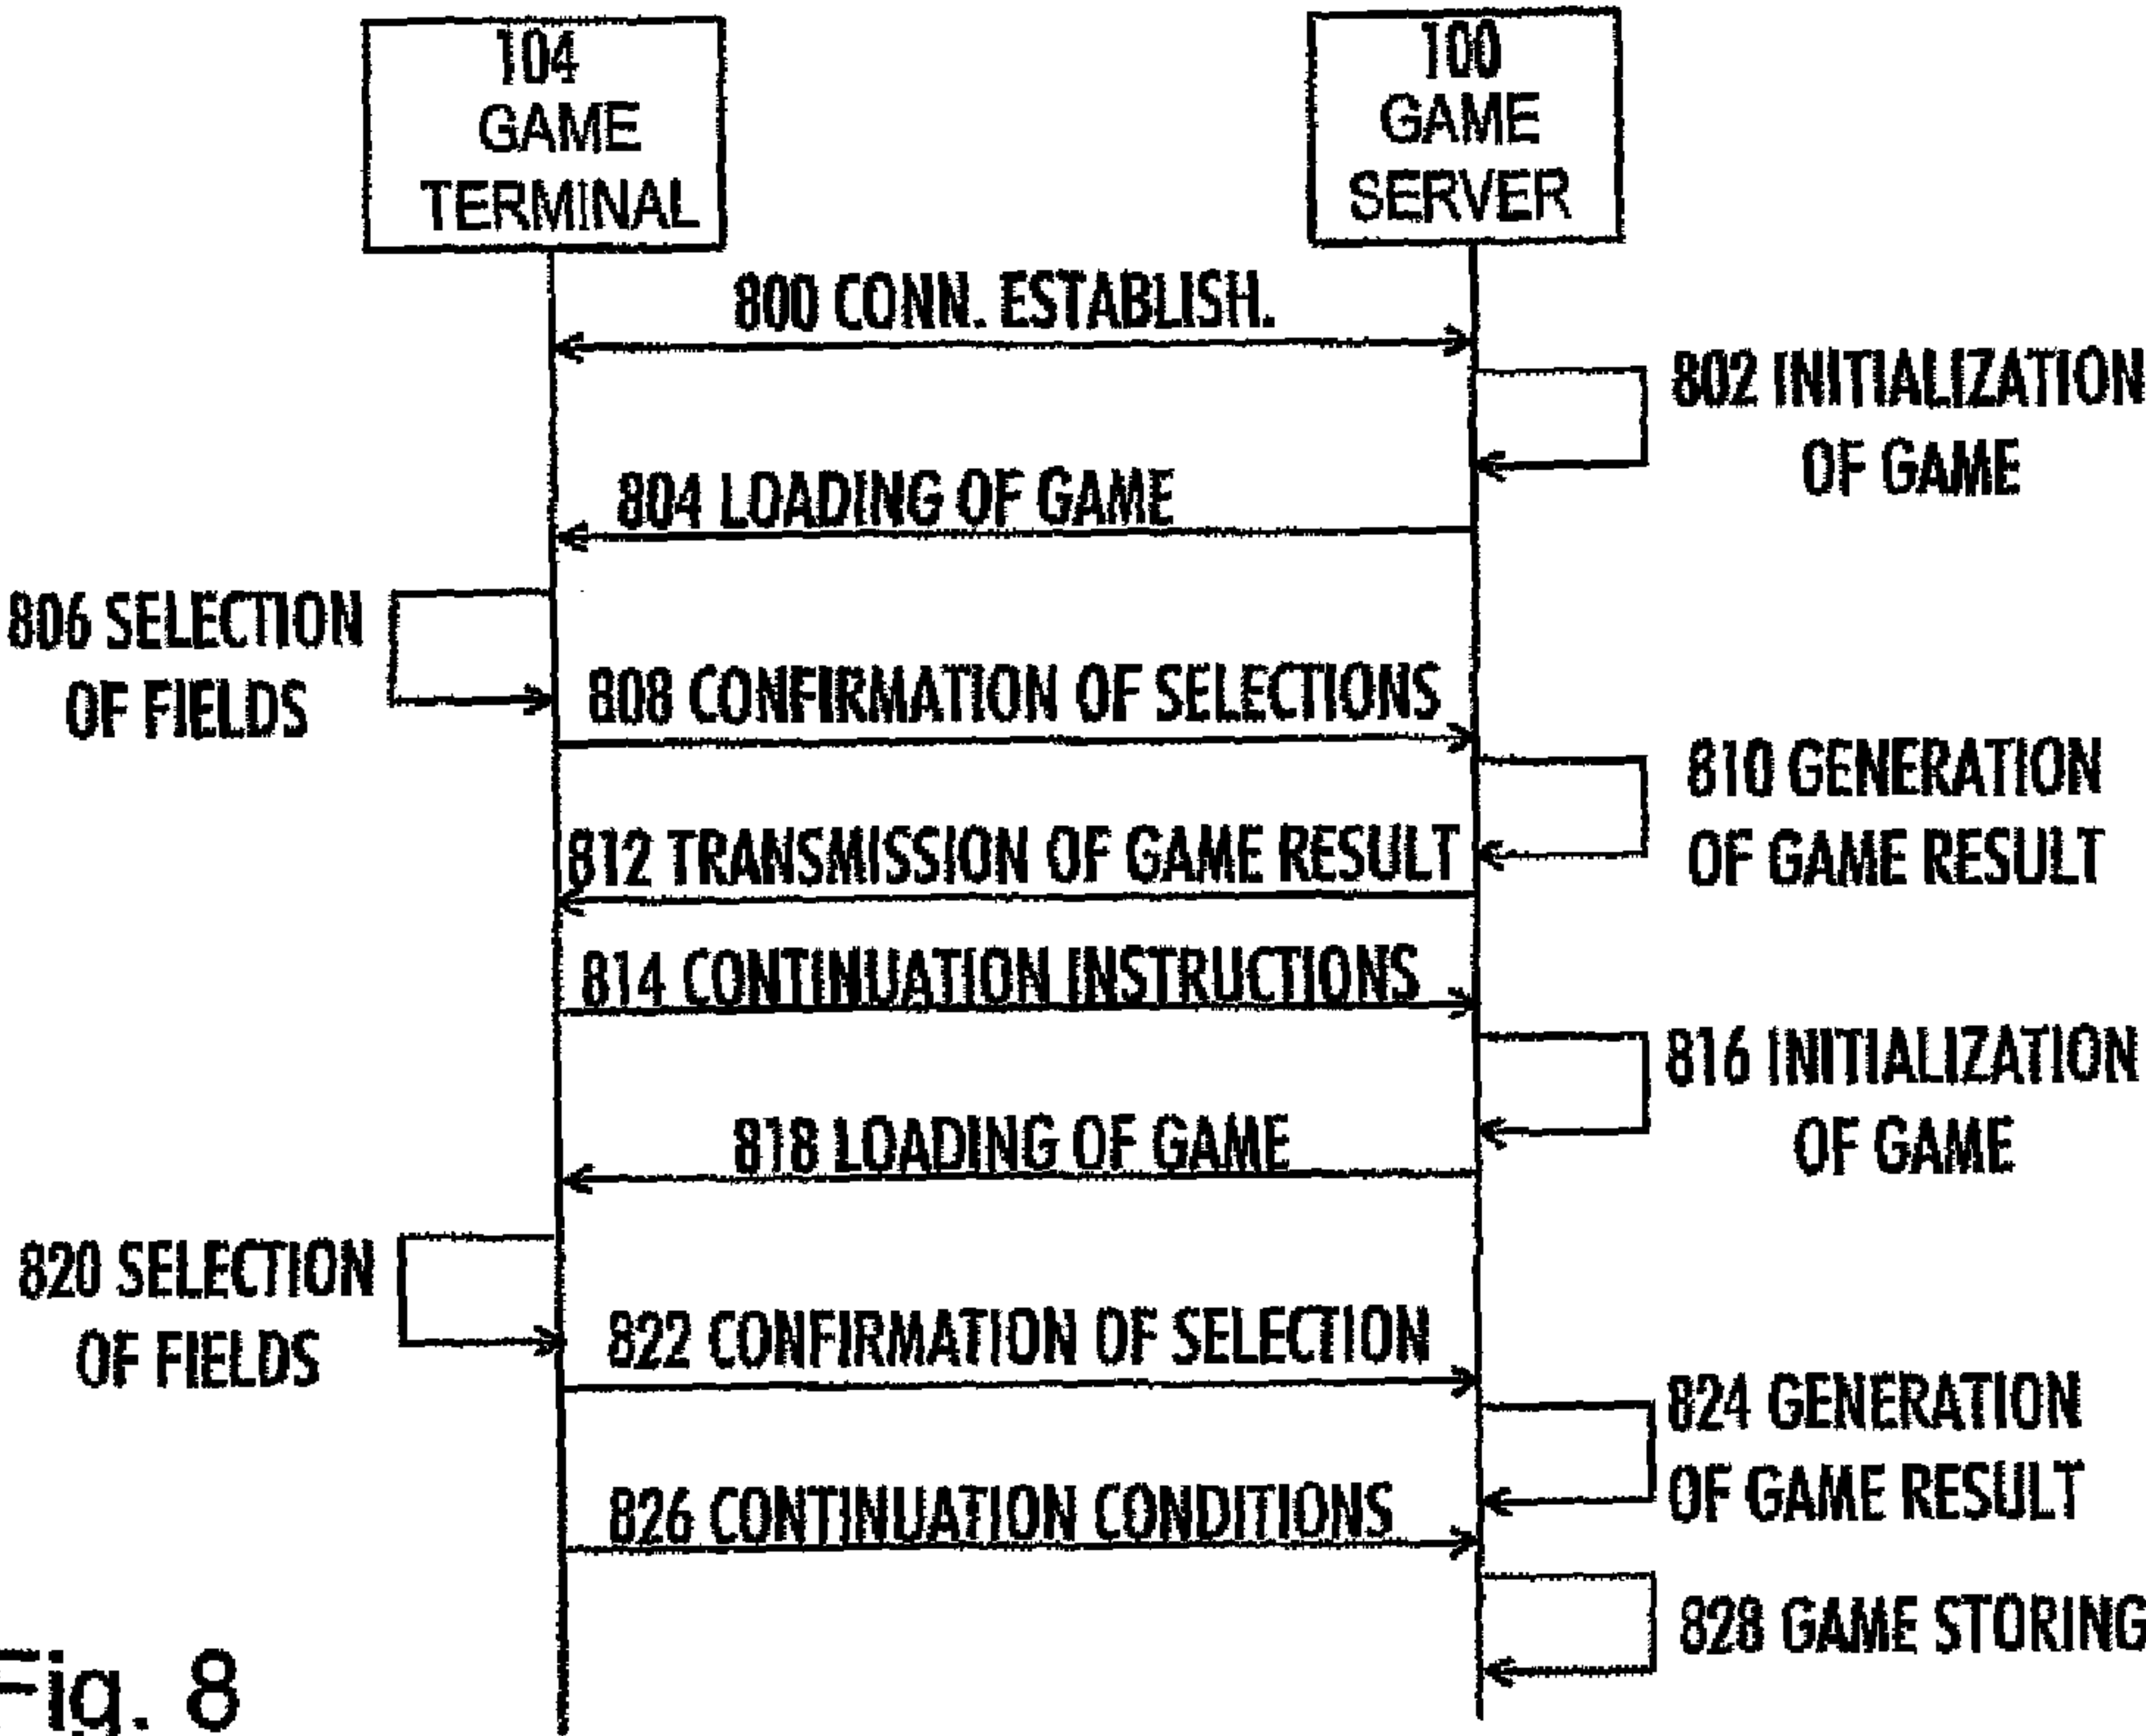 104
GAME
TERMINAL
100
GAME
SERVER
800 CONN. ESTABLISH.
802 INITIALIZATION
OF GAME
804 LOADING OF GAME
806 SELECTION
OF FIELDS
808 CONFIRMATION OF SELECTIONS
810 GENERATION
OF GAME RESULT
812 TRANSMISSION OF GAME RESULT
814 CONTINUATION INSTRUCTIONS
816 INITIALIZATION
OF GAME
818 LOADING OF GAME
820 SELECTION
OF FIELDS
822 CONFIRMATION OF SELECTION
824 GENERATION
OF GAME RESULT
826 CONTINUATION CONDITIONS
828 GAME STORING
Fig. 8